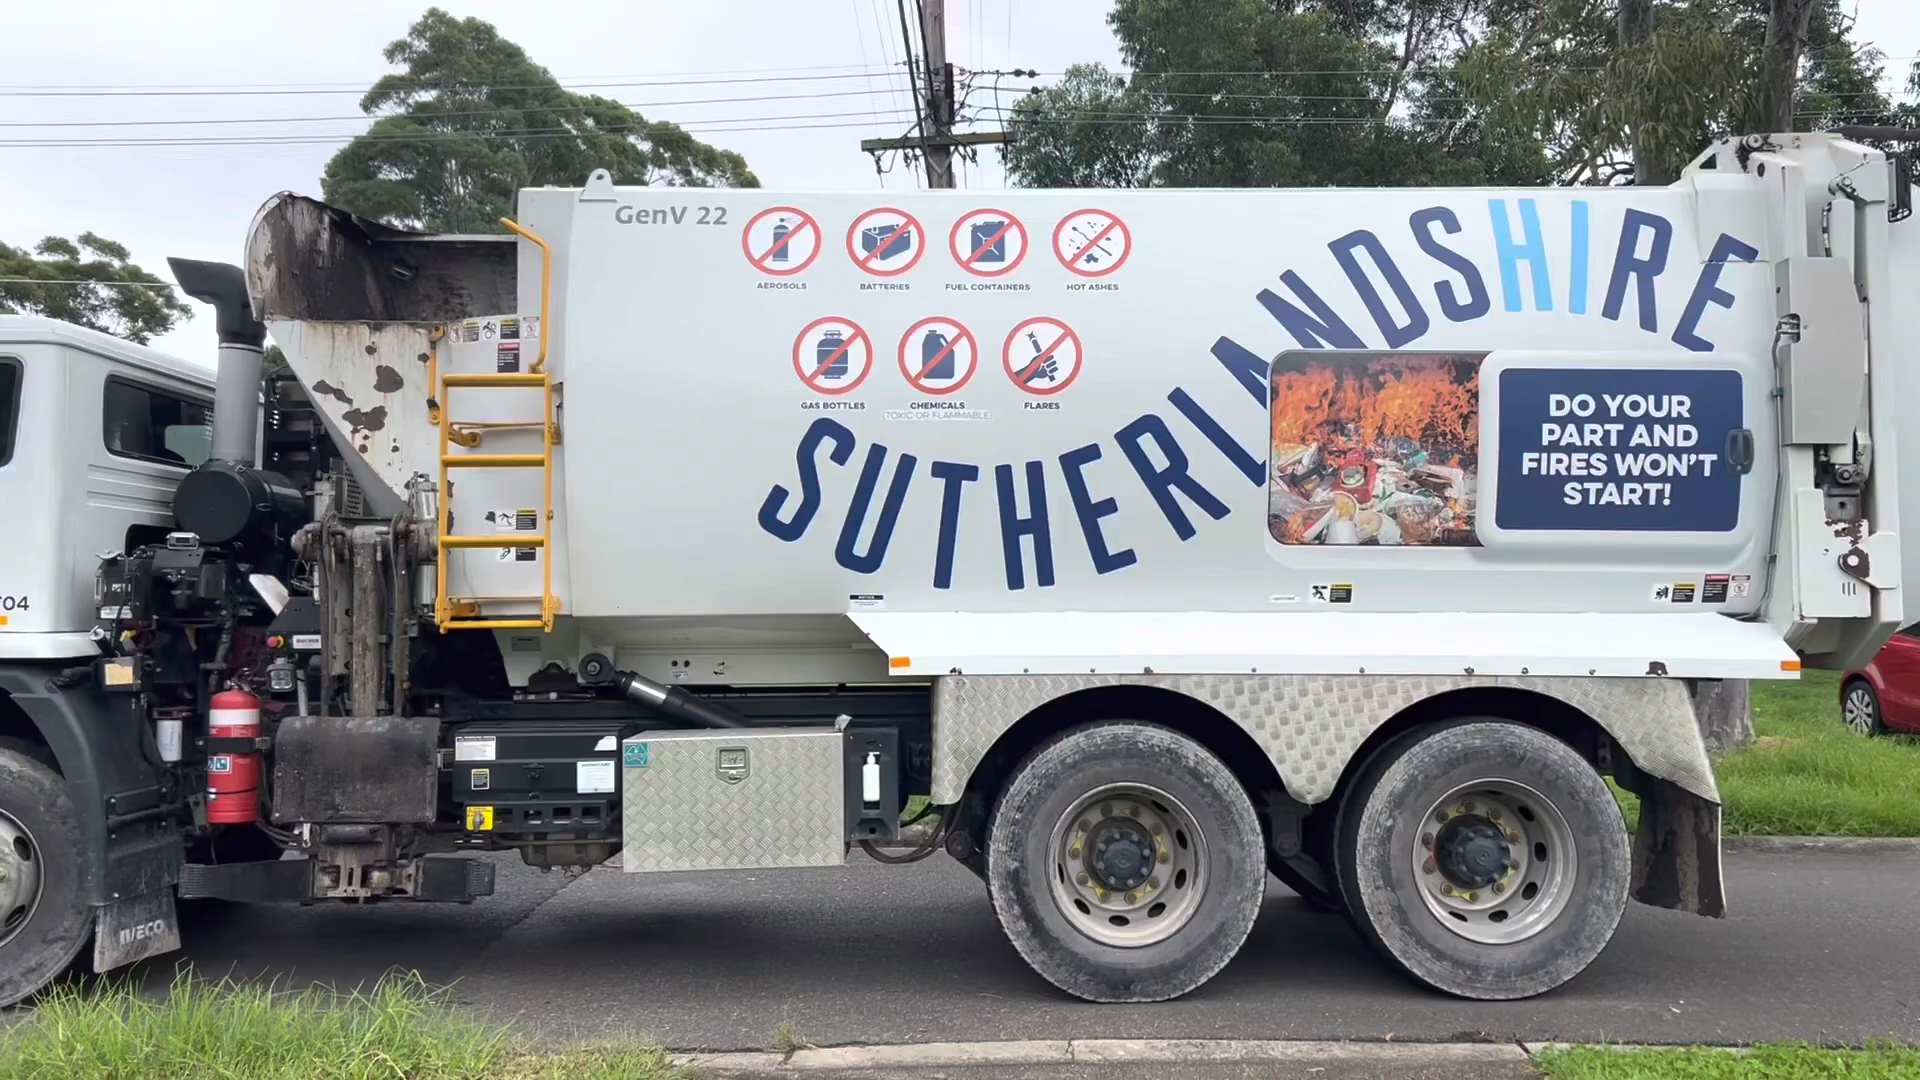 GenV 22
AEROSOLS
BATTERIES
FUEL CONTAINERS
HOT ASHES
GAS BOTTLES
CHEMICALS
(TOXIC OR FLAMMABLE)
FLARES
SUTHERLANDSHIRE
DO YOUR
PART AND
FIRES WON'T
START!
04
IVECO